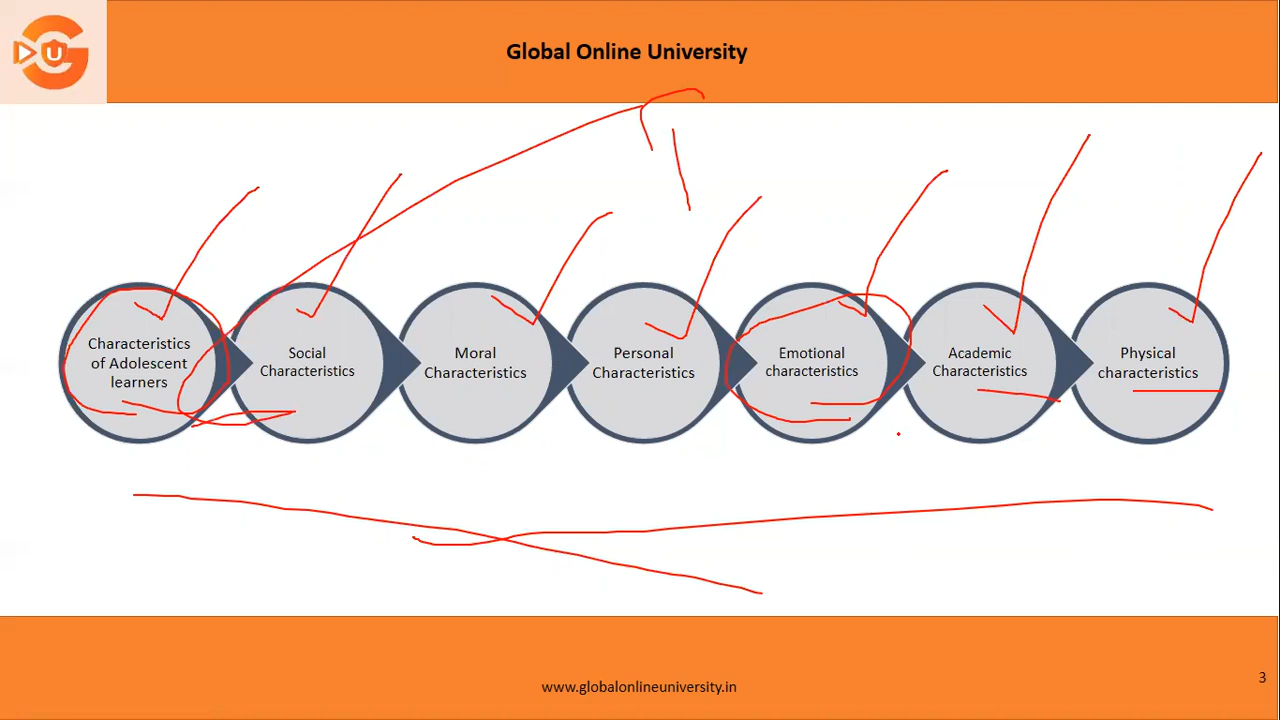 U
Global Online University
Characteristics
of Adolescent
learners
Social
Characteristics
Moral
Characteristics
Personal
Characteristics
Emotional
characteristics
Academic
Characteristics
Physical
characteristics
www.globalonlineuniversity.in
3